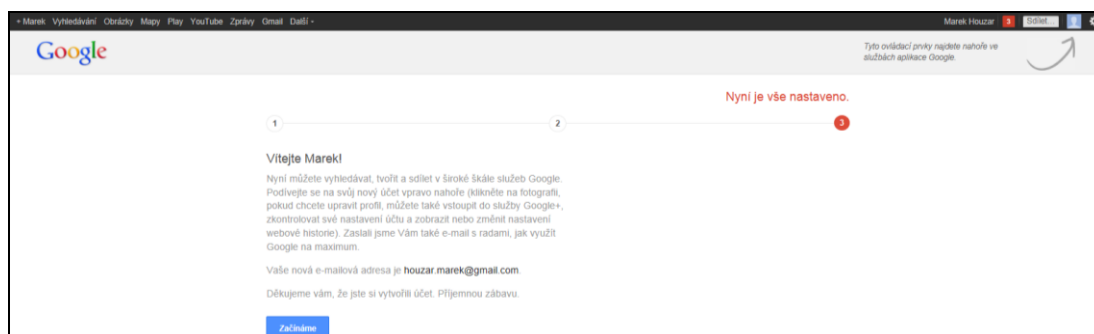 +Marek Vyhledávání Obrázky Mapy Play YouTube Zprávy Gmail Další
Marek Houzar 3 Sdílet...
Google
Tyto ovládací prvky najdete nahoře ve
službách aplikace Google.
Nyní je vše nastaveno.
1 2 3
Vítejte Marek!
Nyní můžete vyhledávat, tvořit a sdílet v široké škále služeb Google.
Podívejte se na svůj nový účet vpravo nahoře (klikněte na fotografii,
pokud chcete upravit profil, můžete také vstoupit do služby Google+,
zkontrolovat své nastavení účtu a zobrazit nebo změnit nastavení
webové historie). Zaslali jsme Vám také e-mail s radami, jak využít
Google na maximum.
Vaše nová e-mailová adresa je houzar.marek@gmail.com.
Děkujeme vám, že jste si vytvořili účet. Příjemnou zábavu.
Začínáme